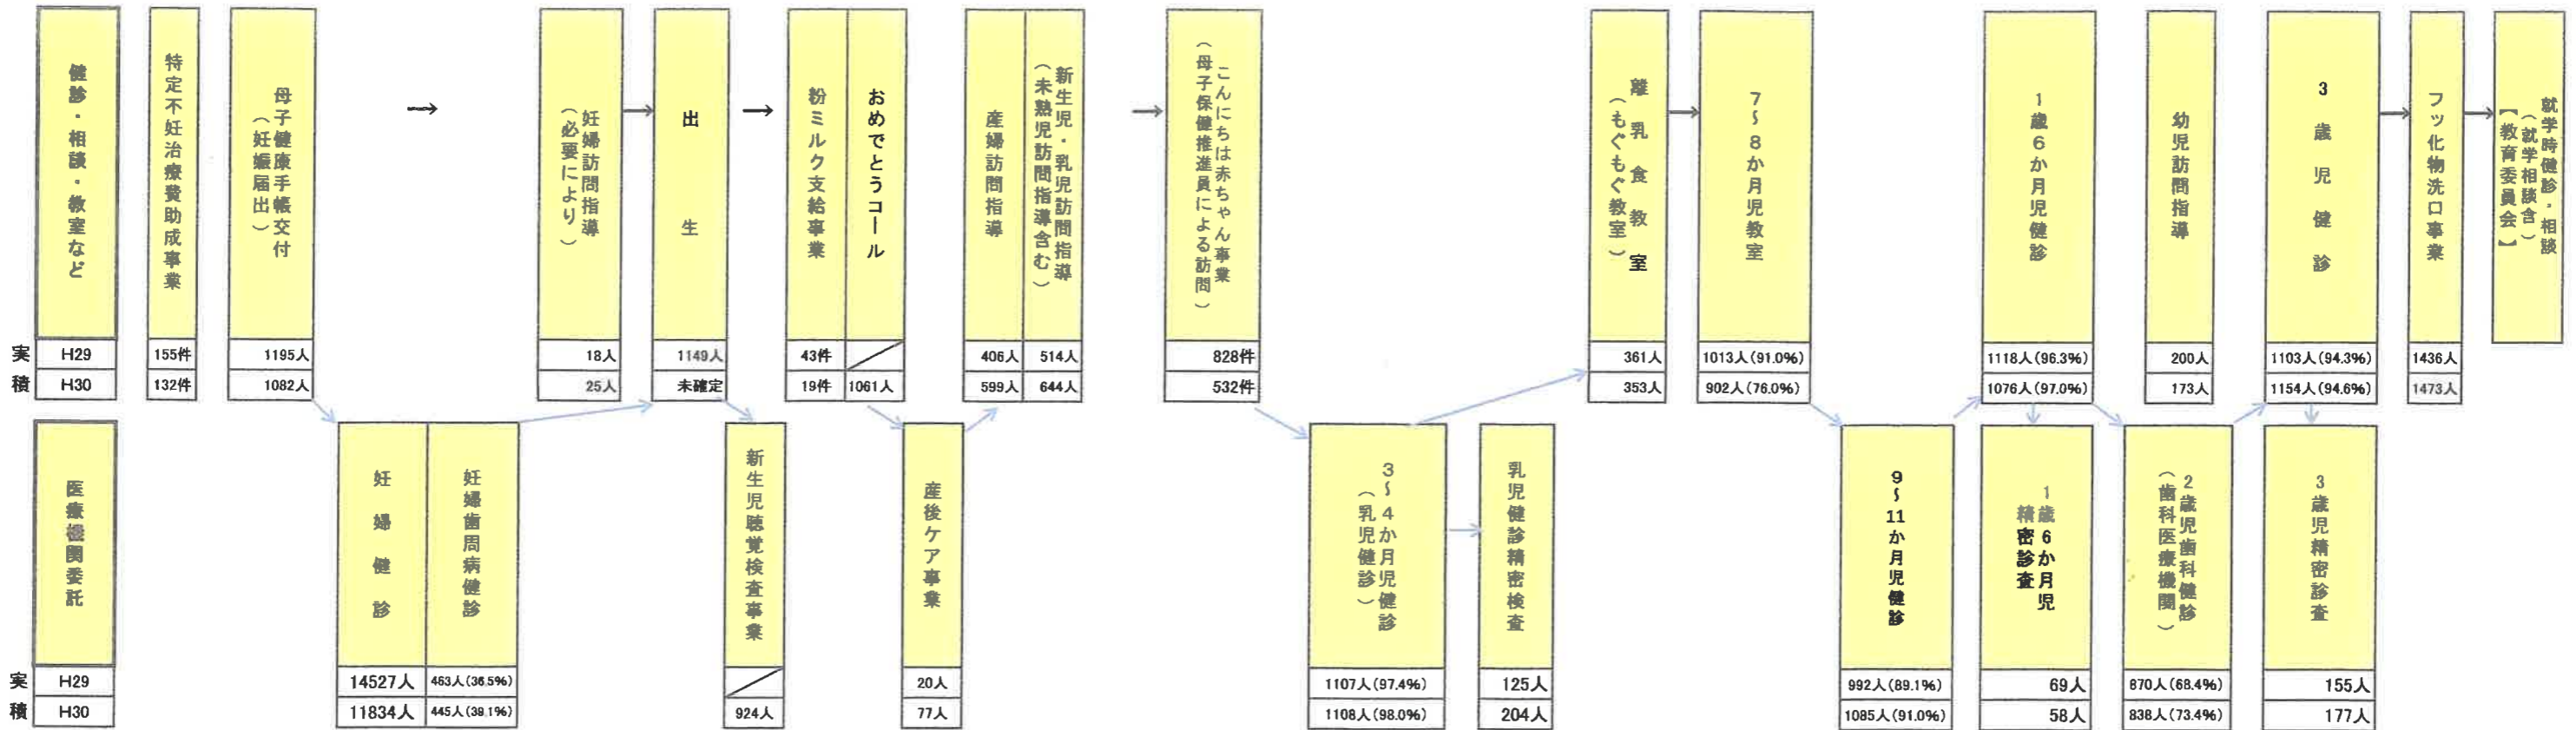 健診・相談・教室など
特定不妊治療費助成事業
母子健康手帳交付
（妊娠届出）
→
妊婦訪問指導
（必要により）
→
出生
→
粉ミルク支給事業
おめでとうコール
産婦訪問指導
新生児・乳児訪問指導
（未熟児訪問指導含む）
→
こんにちは赤ちゃん事業
（母子保健推進員による訪問）
離乳食教室
（もぐもぐ教室）
→
7～8か月児教室
1歳6か月児健診
幼児訪問指導
3歳児健診
→
フッ化物洗口事業
→
就学時健診・相談
（就学相談含）
【教育委員会】
実 H29 155件 1195人 18人 1149人 43件 406人 514人 828件 361人 1013人(91.0%) 1118人(96.3%) 200人 1103人(94.3%) 1436人
積 H30 132件 1082人 25人 未確定 19件 1061人 599人 644人 532件 353人 902人(76.0%) 1076人(97.0%) 173人 1154人(94.6%) 1473人
医療機関委託
妊婦健診
妊婦歯周病健診
新生児聴覚検査事業
産後ケア事業
3～4か月児健診
（乳児健診）
乳児健診精密検査
9～11か月児健診
1歳6か月児
精密診査
2歳児歯科健診
（歯科医療機関）
3歳児精密診査
実 H29 14527人 463人(36.5%) 20人 1107人(97.4%) 125人 992人(89.1%) 69人 870人(68.4%) 155人
積 H30 11834人 445人(39.1%) 924人 77人 1108人(98.0%) 204人 1085人(91.0%) 58人 838人(73.4%) 177人